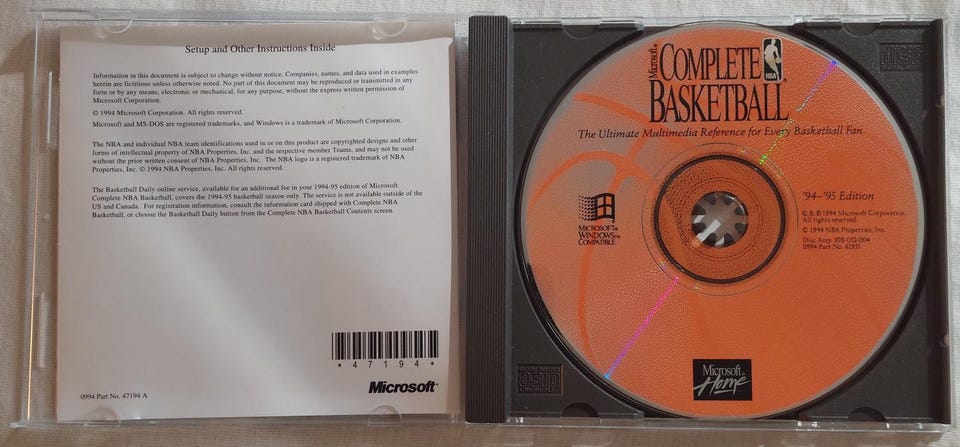 Setup and Other Instructions Inside
Information in this document is subject to change without notice. Companies, names, and data used in examples
herein are fictitious unless otherwise noted. No part of this document may be reproduced or transmitted in any
form or by any means, electronic or mechanical, for any purpose, without the express written permission of
Microsoft Corporation.
© 1994 Microsoft Corporation. All rights reserved.
Microsoft and MS-DOS are registered trademarks, and Windows is a trademark of Microsoft Corporation.
The NBA and individual NBA team identifications used in or on this product are copyrighted designs and other
forms of intellectual property of NBA Properties, Inc. and the respective member Teams, and may not be used
without the prior written consent of NBA Properties, Inc. The NBA logo is a registered trademark of NBA
Properties, Inc. © 1994 NBA Properties, Inc. All rights reserved.
The Basketball Daily online service, available for an additional fee in your 1994-95 edition of Microsoft
Complete NBA Basketball, covers the 1994-95 basketball season only. The service is not available outside of the
US and Canada. For registration information, consult the information card shipped with Complete NBA
Basketball, or choose the Basketball Daily button from the Complete NBA Basketball Contents screen.
*47194*
Microsoft®
0994 Part No. 47194 A
Microsoft®
COMPLETE
NBA®
BASKETBALL
The Ultimate Multimedia Reference for Every Basketball Fan
MICROSOFT®
WINDOWS™
COMPATIBLE
'94–'95 Edition
© & ℗ 1994 Microsoft Corporation.
All rights reserved.
© 1994 NBA Properties, Inc.
Disc Assy. 308-032-004
0994 Part No. 61931
Microsoft®
Home
disc
disc